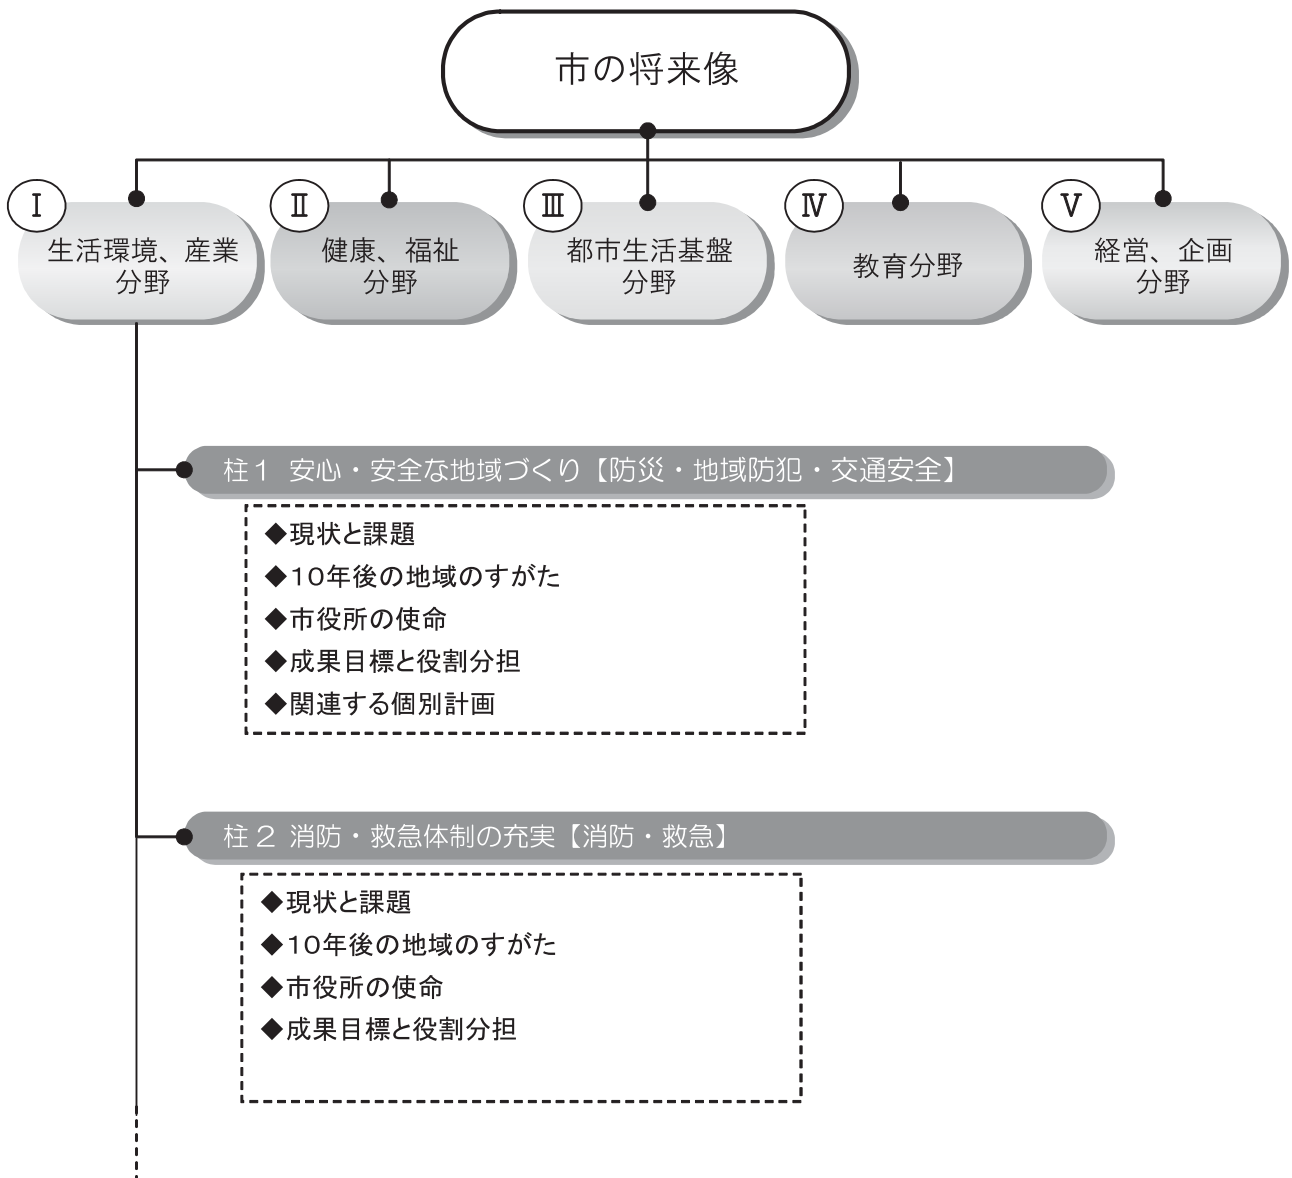 市の将来像
Ⅰ
生活環境、産業
分野
Ⅱ
健康、福祉
分野
Ⅲ
都市生活基盤
分野
Ⅳ
教育分野
Ⅴ
経営、企画
分野
柱１ 安心・安全な地域づくり【防災・地域防犯・交通安全】
◆現状と課題
◆１０年後の地域のすがた
◆市役所の使命
◆成果目標と役割分担
◆関連する個別計画
柱２ 消防・救急体制の充実【消防・救急】
◆現状と課題
◆１０年後の地域のすがた
◆市役所の使命
◆成果目標と役割分担